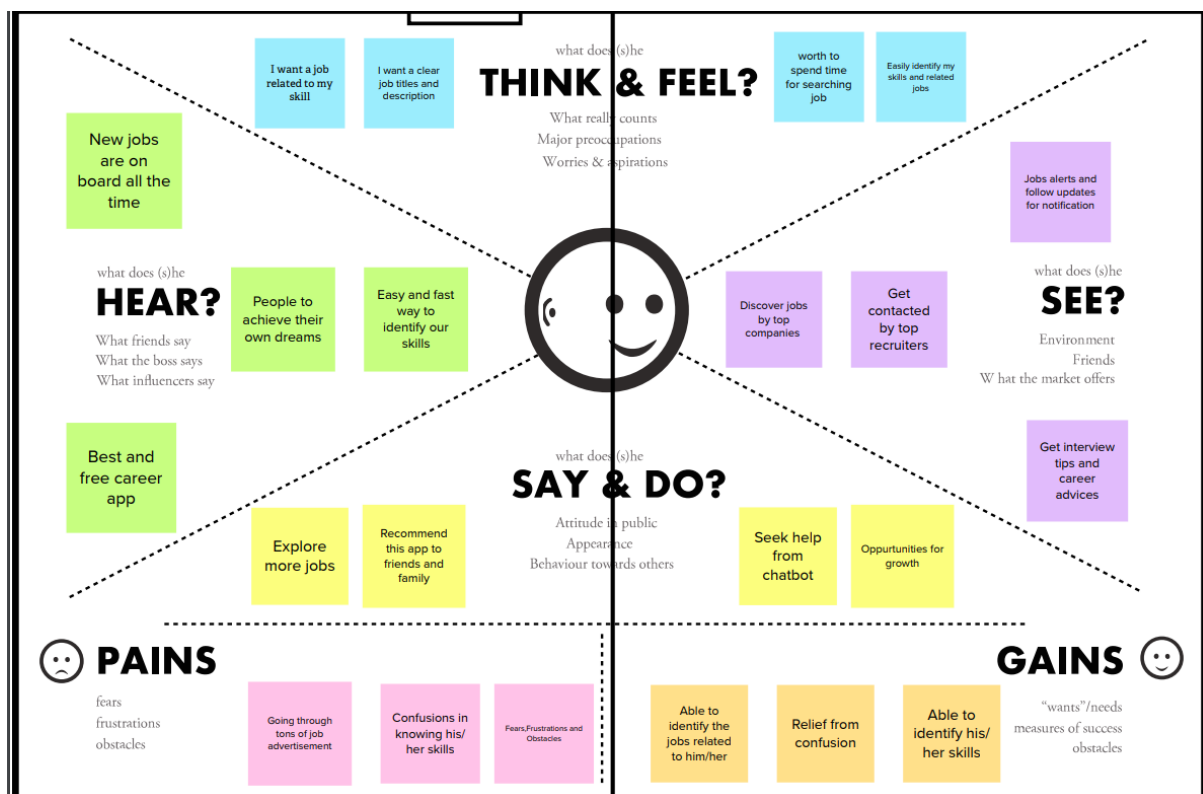 what does (s)he
THINK & FEEL?
What really counts
Major preoccupations
Worries & aspirations
I want a job
related to my
skill
I want a clear
job titles and
description
worth to
spend time
for searching
job
Easily identify my
skills and related
jobs
New jobs
are on
board all the
time
what does (s)he
HEAR?
What friends say
What the boss says
What influencers say
People to
achieve their
own dreams
Easy and fast
way to
identify our
skills
Best and
free career
app
Jobs alerts and
follow updates
for notification
Discover jobs
by top
companies
Get
contacted
by top
recruiters
what does (s)he
SEE?
Environment
Friends
W hat the market offers
Get interview
tips and
career
advices
what does (s)he
SAY & DO?
Attitude in public
Appearance
Behaviour towards others
Explore
more jobs
Recommend
this app to
friends and
family
Seek help
from
chatbot
Oppurtunities for
growth
PAINS
fears
frustrations
obstacles
Going through
tons of job
advertisement
Confusions in
knowing his/
her skills
Fears,Frustrations and
Obstacles
GAINS
“wants”/needs
measures of success
obstacles
Able to
identify the
jobs related
to him/her
Relief from
confusion
Able to
identify his/
her skills